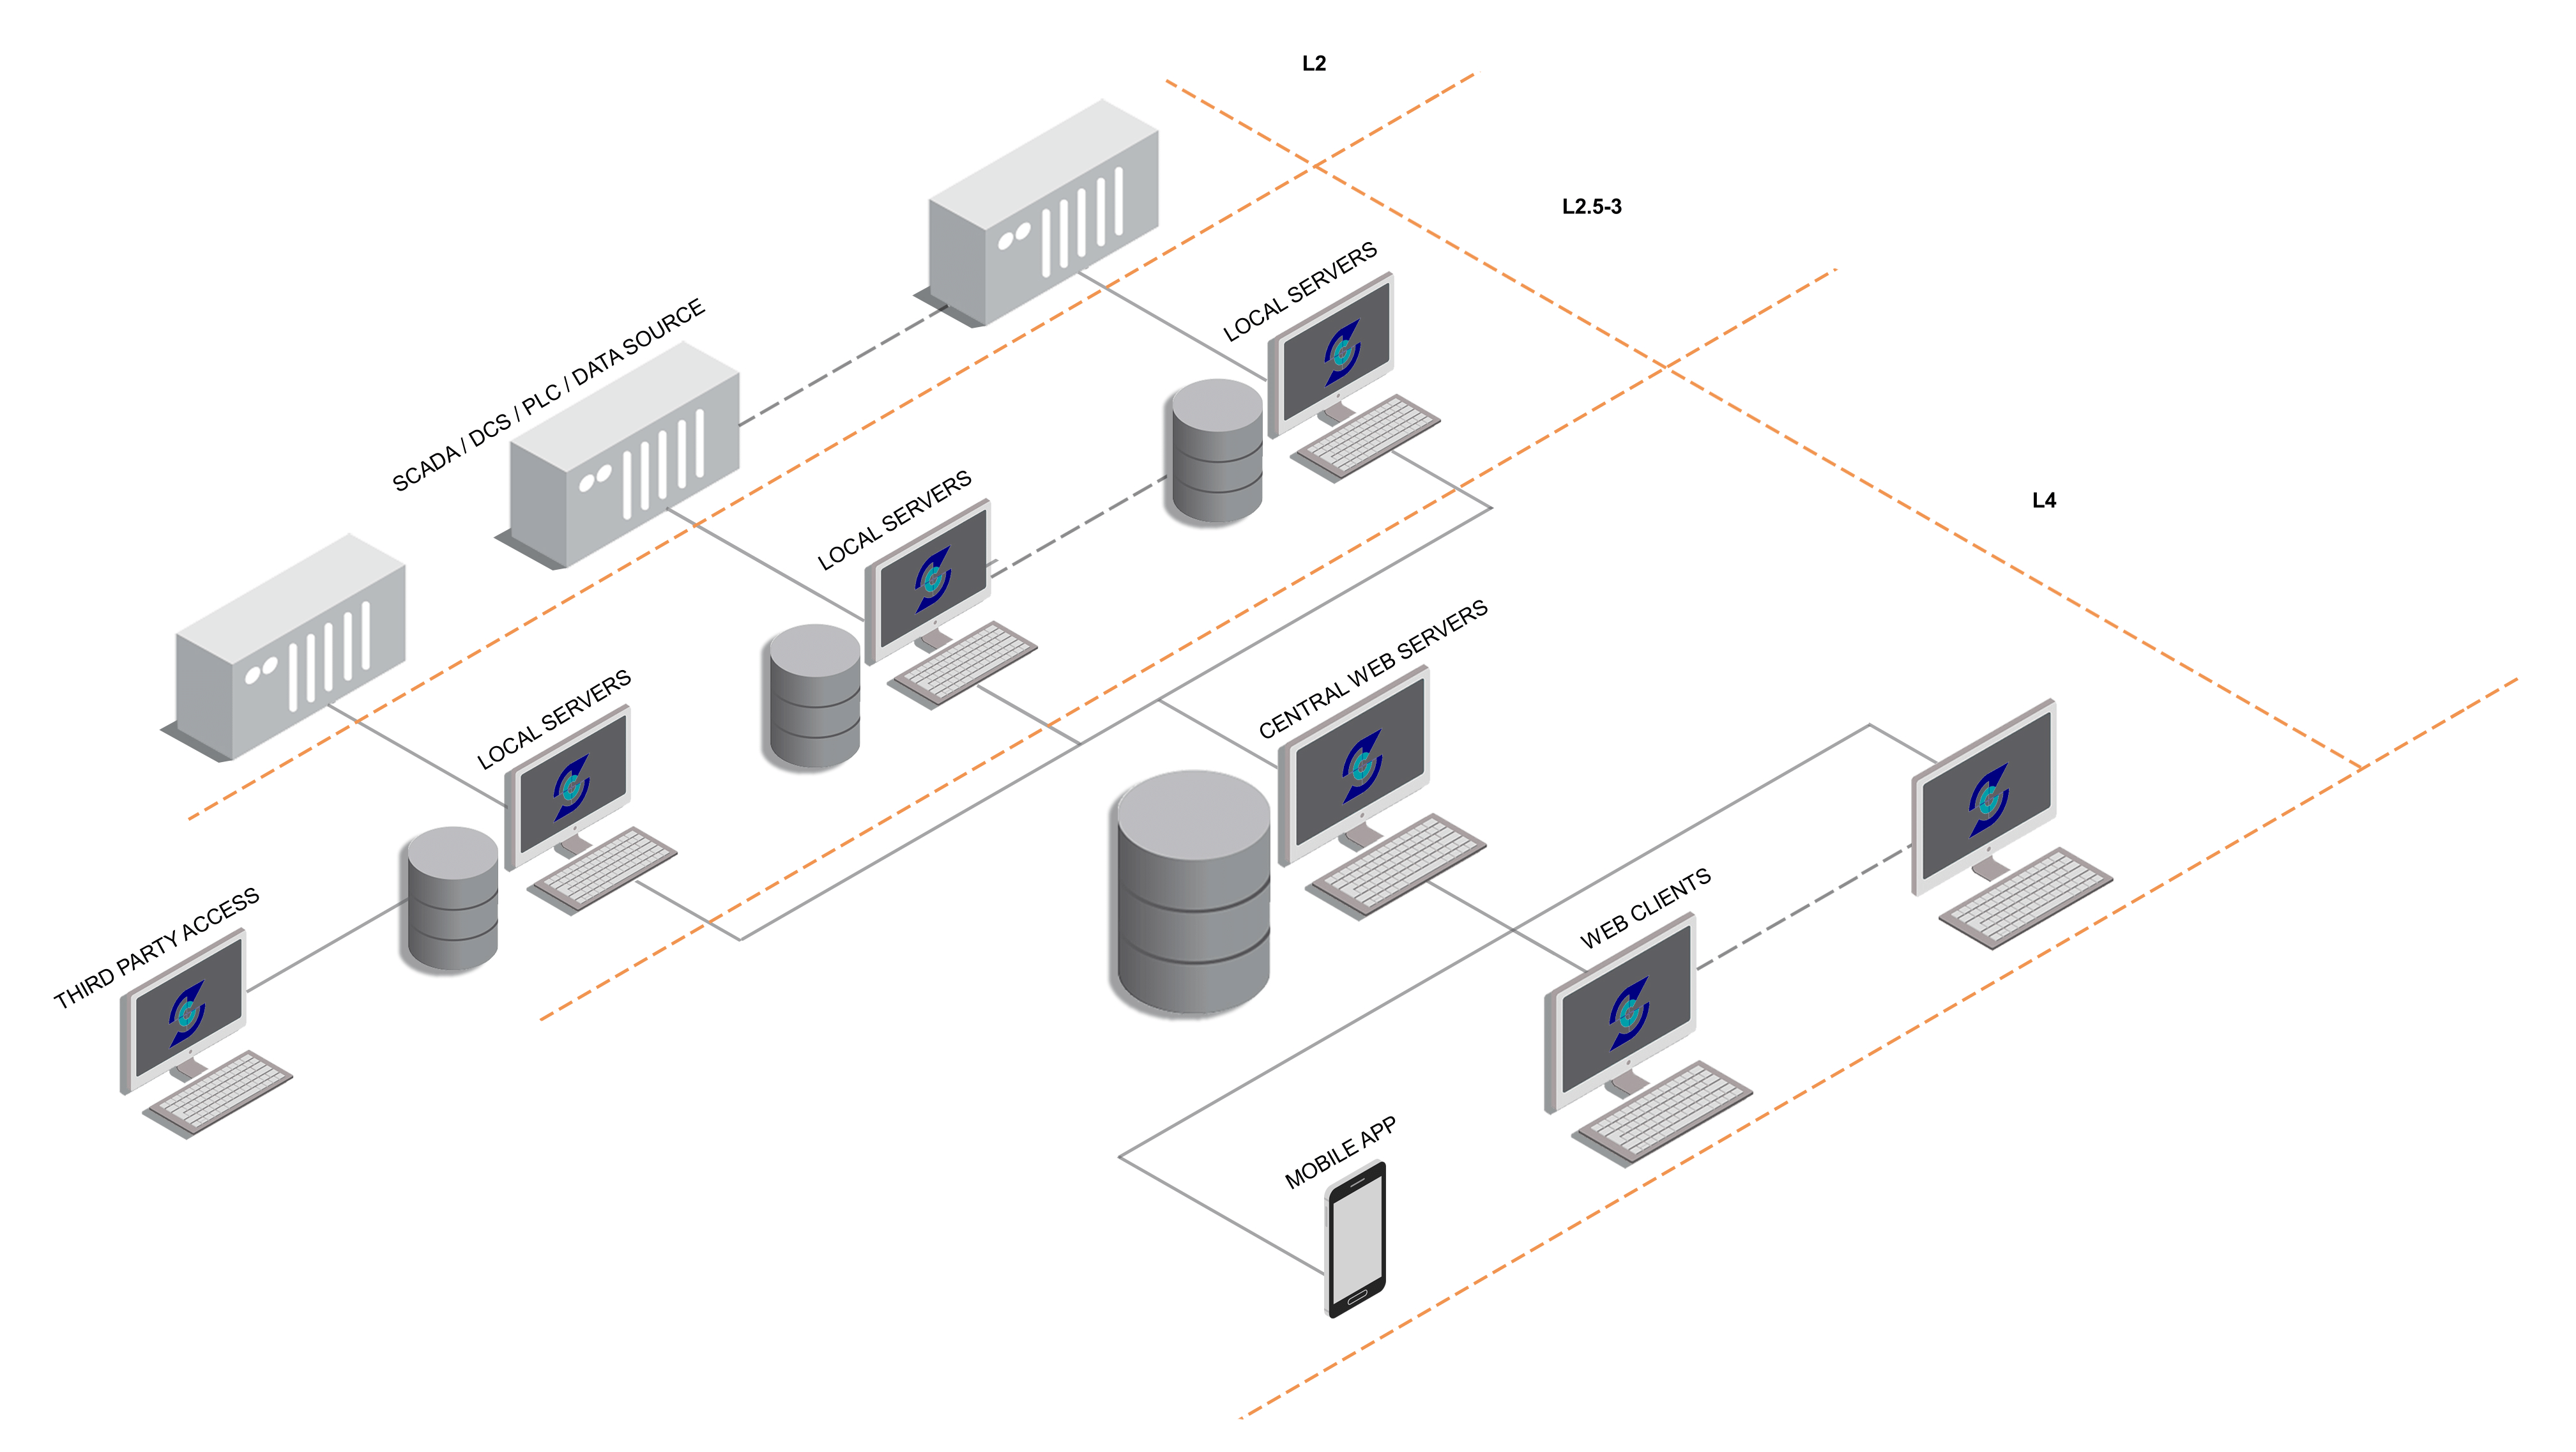 L2
L2.5-3
LOCAL SERVERS
SCADA / DCS / PLC / DATA SOURCE
LOCAL SERVERS
L4
CENTRAL WEB SERVERS
LOCAL SERVERS
WEB CLIENTS
THIRD PARTY ACCESS
MOBILE APP